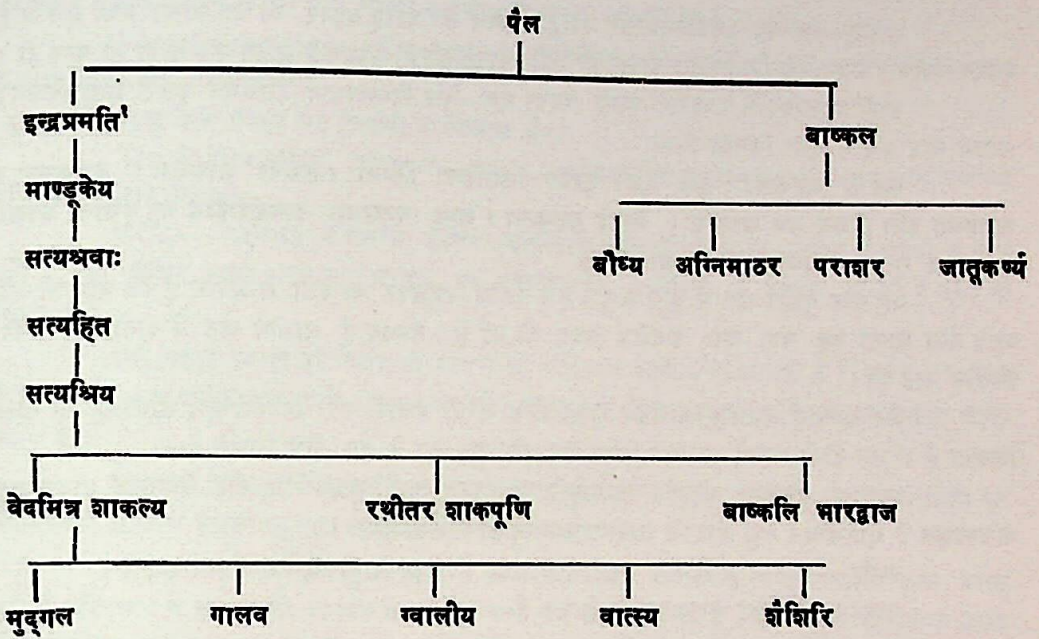 पैल
इन्द्रप्रमति¹ बाष्कल
माण्डूकेय
सत्यश्रवाः बौध्य अग्निमाठर पराशर जातूकर्ण्य
सत्यहित
सत्यश्रिय
वेदमित्र शाकल्य रथीतर शाकपूणि बाष्कलि भारद्वाज
मुद्गल गालव ग्वालीय वात्स्य शैशिरि